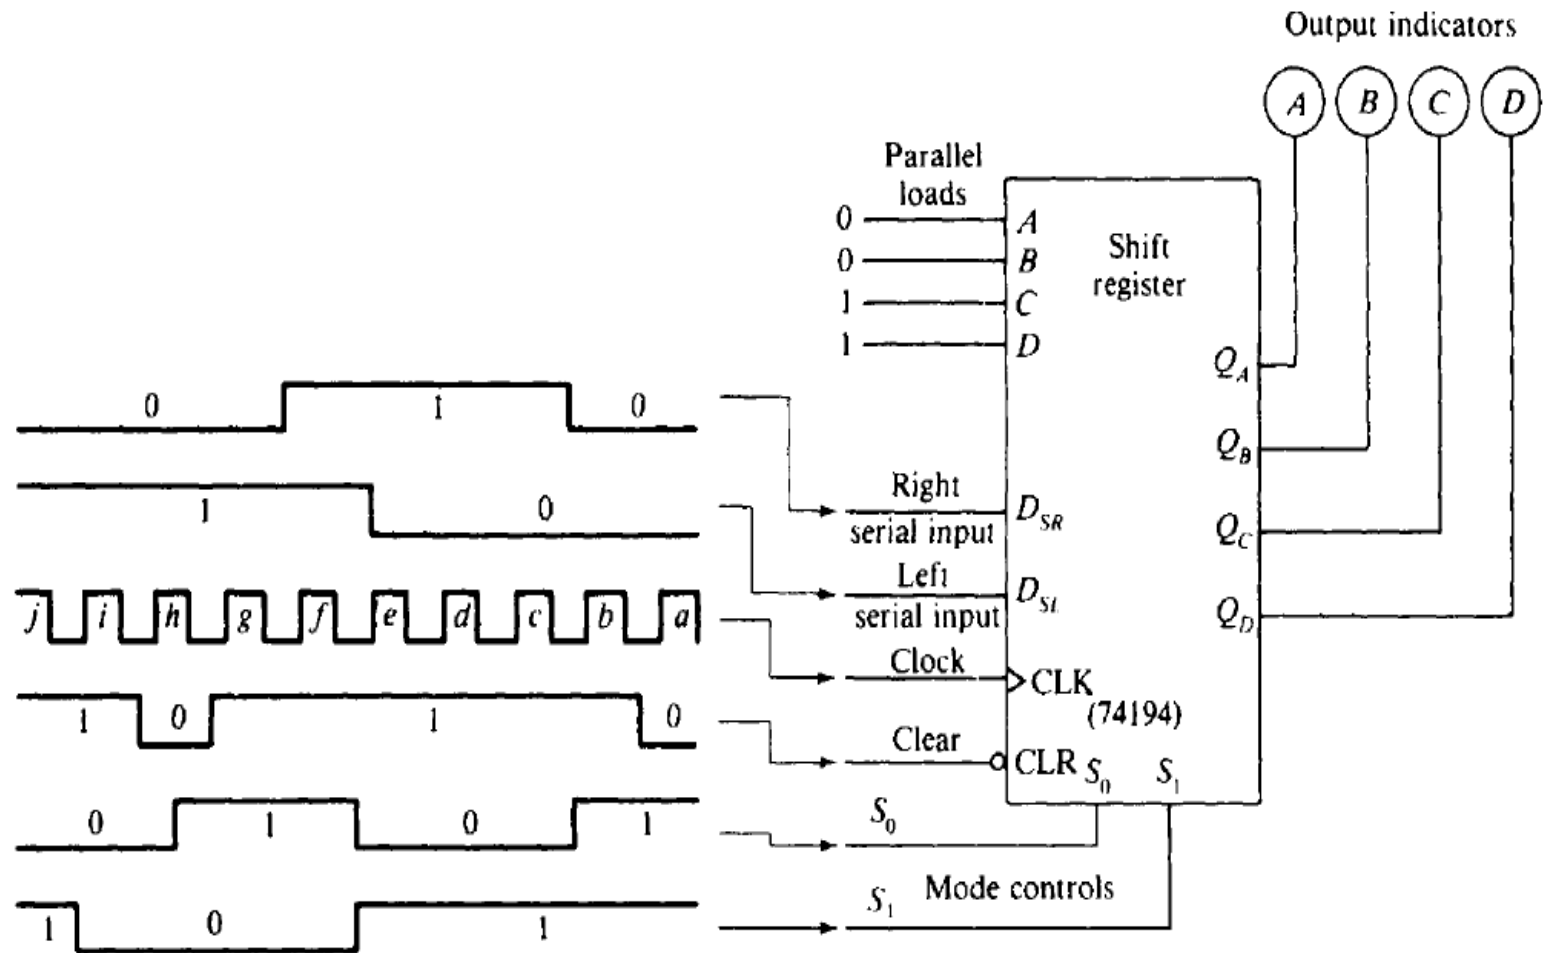 Output indicators
A B C D
Parallel
loads
0 A
0 B
1 C
1 D
Shift
register
Q_A
Q_B
Q_C
Q_D
0 1 0
Right
serial input
D_SR
1 0
Left
serial input
D_SL
j i h g f e d c b a
Clock
CLK
(74194)
1 0 1 0
Clear
CLR S_0 S_1
0 1 0 1
S_0
Mode controls
1 0 1
S_1